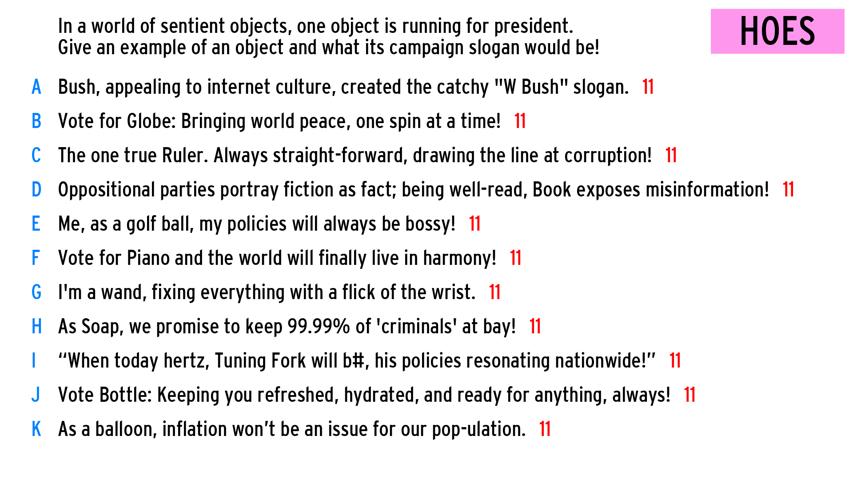 In a world of sentient objects, one object is running for president.
Give an example of an object and what its campaign slogan would be!
HOES
A Bush, appealing to internet culture, created the catchy "W Bush" slogan. 11
B Vote for Globe: Bringing world peace, one spin at a time! 11
C The one true Ruler. Always straight-forward, drawing the line at corruption! 11
D Oppositional parties portray fiction as fact; being well-read, Book exposes misinformation! 11
E Me, as a golf ball, my policies will always be bossy! 11
F Vote for Piano and the world will finally live in harmony! 11
G I'm a wand, fixing everything with a flick of the wrist. 11
H As Soap, we promise to keep 99.99% of 'criminals' at bay! 11
I “When today hertz, Tuning Fork will b#, his policies resonating nationwide!” 11
J Vote Bottle: Keeping you refreshed, hydrated, and ready for anything, always! 11
K As a balloon, inflation won’t be an issue for our pop-ulation. 11